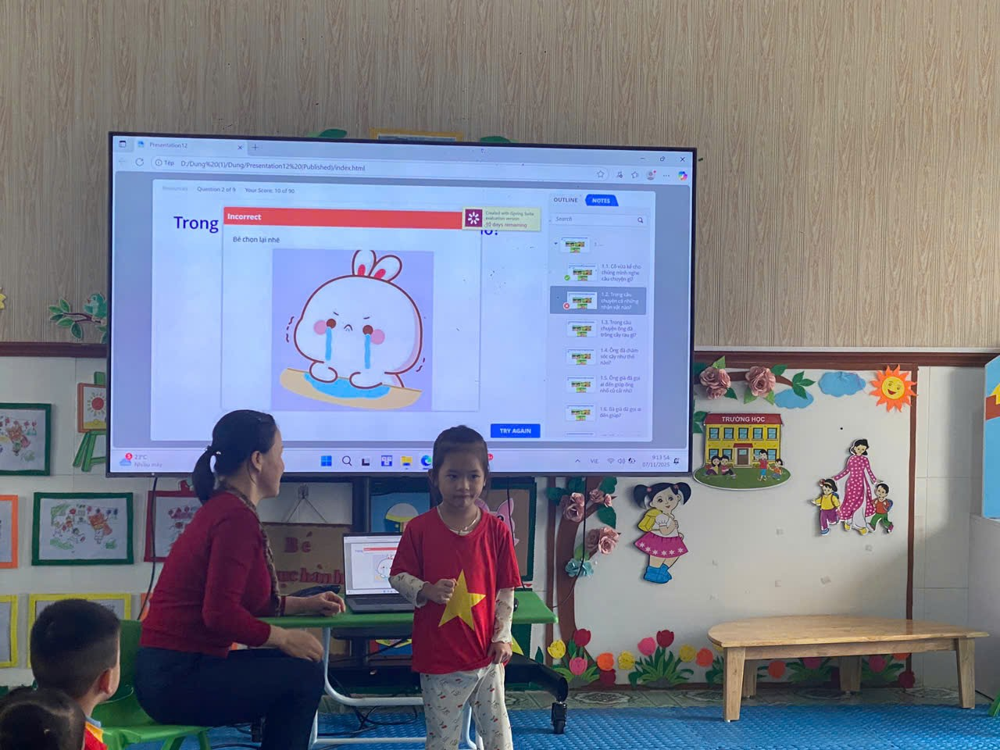 Presentation12
Tệp
D:/Dung%20(1)/Dung/Presentation12%20(Published)/index.html
Resources
Question 2 of 9
Your Score: 10 of 90
OUTLINE
NOTES
Search
Trong
Incorrect
Created with iSpring Suite
evaluation version
10 days remaining
Bé chọn lại nhé
1. ...
1.1. Cô vừa kể cho
chúng mình nghe
câu chuyện gì?
1.2. Trong câu
chuyện có những
nhân vật nào?
1.3. Trong câu
chuyện ông đã
trồng cây rau gì?
1.4. Ông đã chăm
sóc cây như thế
nào?
1.5. Ông già đã gọi
ai đến giúp ông
nhổ củ cải nhỉ?
1.6. Bà già đã gọi ai
đến giúp?
TRY AGAIN
5
23°C
Nhiều mây
VIE
9:13:54
07/11/2025
TRƯỜNG HỌC
Bé